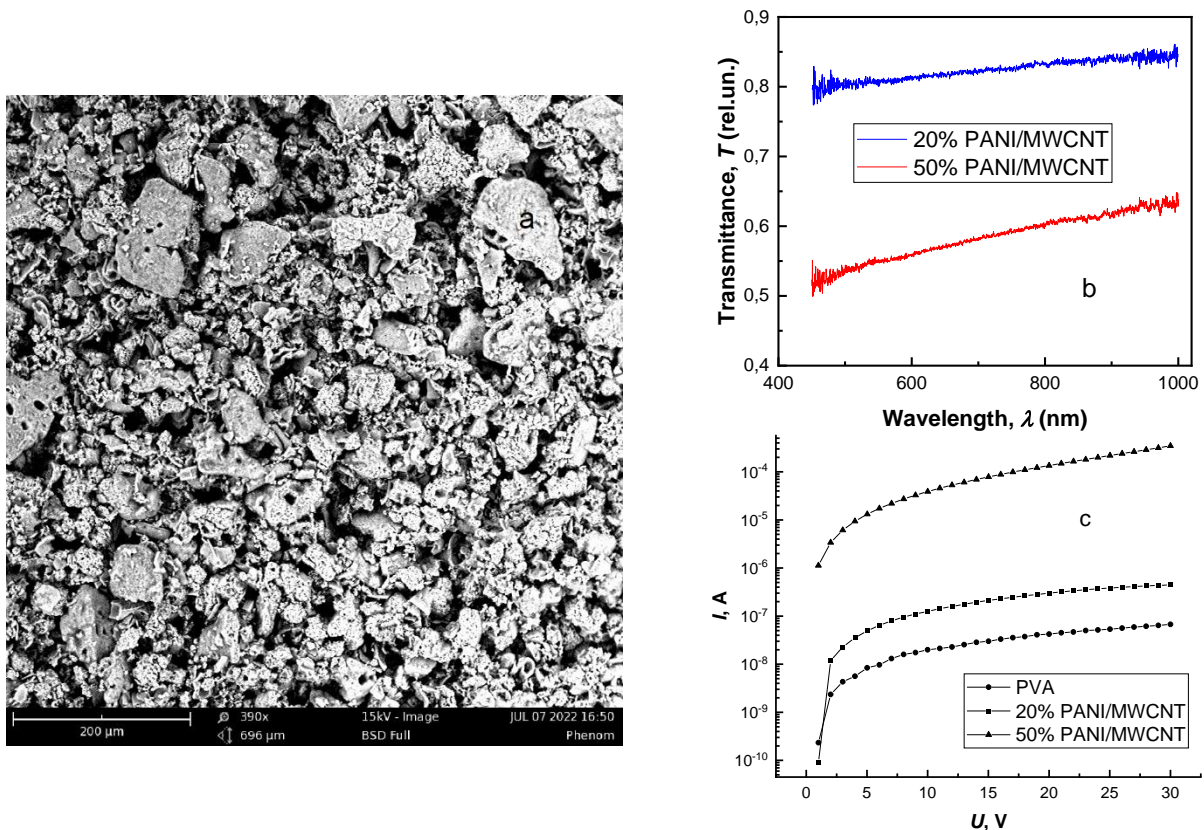 a
200 µm
390x
696 µm
15kV - Image
BSD Full
JUL 07 2022 16:50
Phenom
Transmittance, T (rel.un.)
0,9
0,8
0,7
0,6
0,5
0,4
20% PANI/MWCNT
50% PANI/MWCNT
b
400
600
800
1000
Wavelength, λ (nm)
I, A
10⁻⁴
10⁻⁵
10⁻⁶
10⁻⁷
10⁻⁸
10⁻⁹
10⁻¹⁰
c
PVA
20% PANI/MWCNT
50% PANI/MWCNT
0
5
10
15
20
25
30
U, V